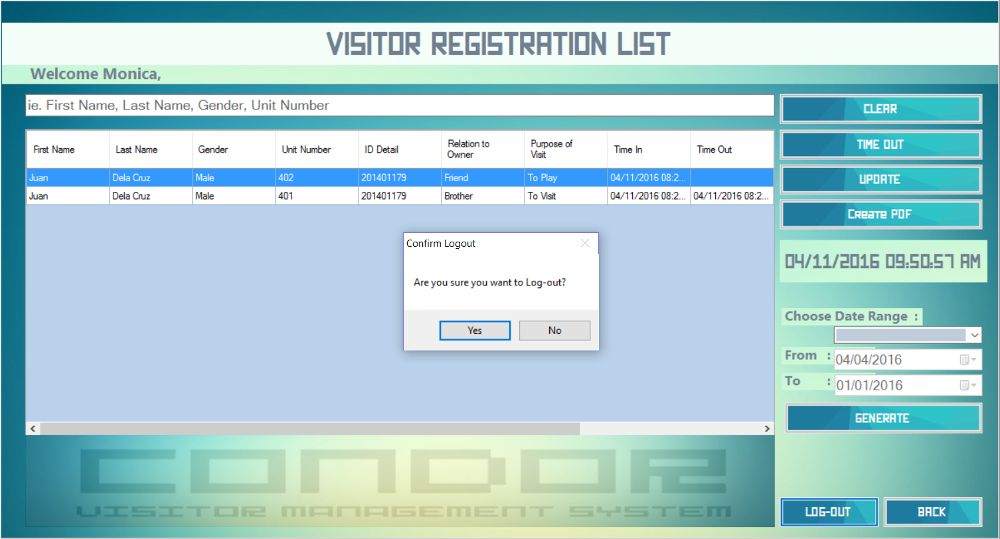 VISITOR REGISTRATION LIST
Welcome Monica,
ie. First Name, Last Name, Gender, Unit Number
CLEAR
TIME OUT
UPDATE
Create PDF
First Name Last Name Gender Unit Number ID Detail Relation to Owner Purpose of Visit Time In Time Out
Juan Dela Cruz Male 402 201401179 Friend To Play 04/11/2016 08:2...
Juan Dela Cruz Male 401 201401179 Brother To Visit 04/11/2016 08:2... 04/11/2016 08:2...
Confirm Logout
Are you sure you want to Log-out?
Yes No
04/11/2016 09:50:57 AM
Choose Date Range :
From : 04/04/2016
To : 01/01/2016
GENERATE
CONDOR
VISITOR MANAGEMENT SYSTEM
LOG-OUT BACK